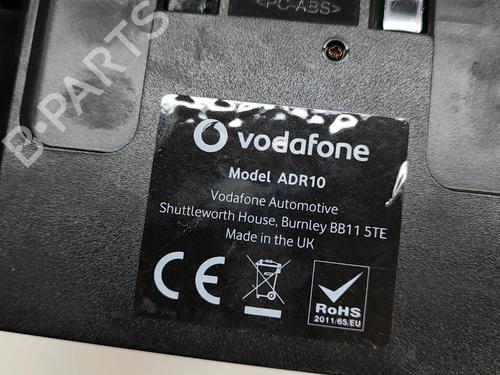 >PC-ABS<
B-PARTS
vodafone
Model ADR10
Vodafone Automotive
Shuttleworth House, Burnley BB11 5TE
Made in the UK
CE
RoHS
2011/65/EU